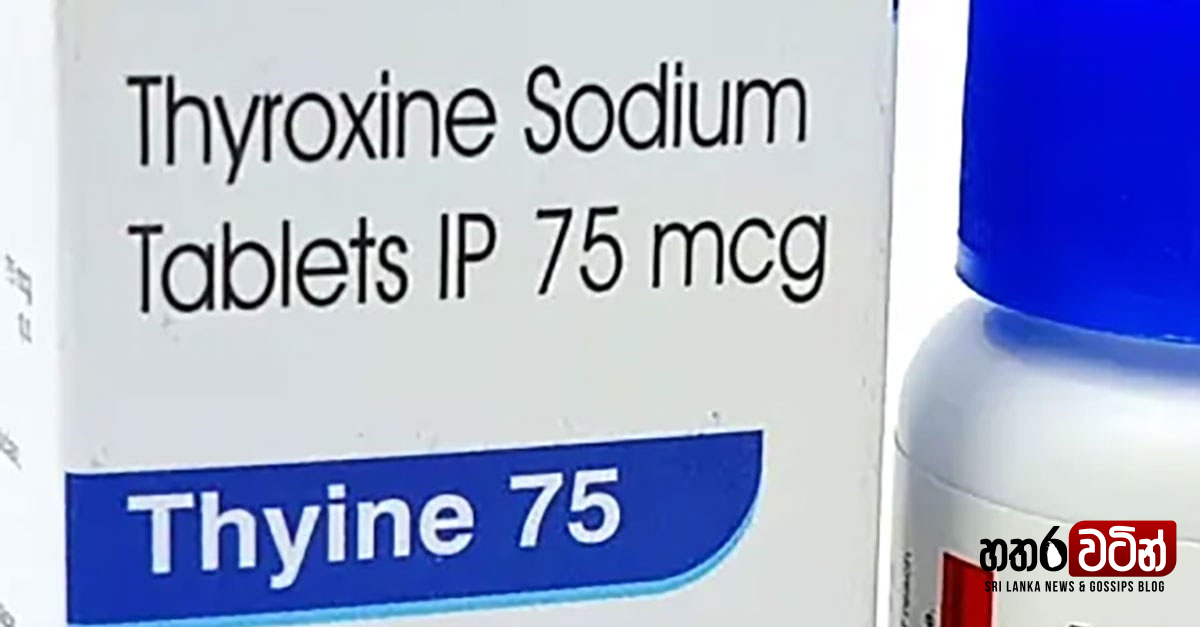 Thyroxine Sodium
Tablets IP 75 mcg
Thyine 75
හතර වටින්
SRI LANKA NEWS & GOSSIPS BLOG